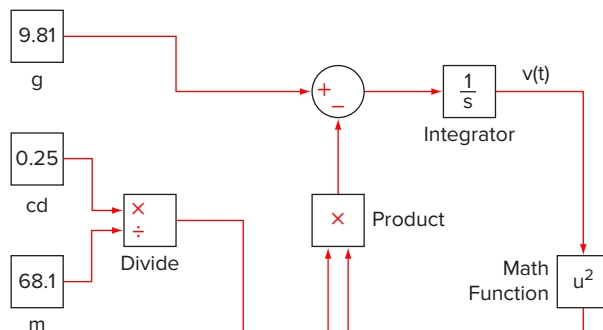 9.81
g
+
−
1
s
v(t)
Integrator
0.25
cd
×
÷
Divide
×
Product
68.1
m
Math
Function
u²